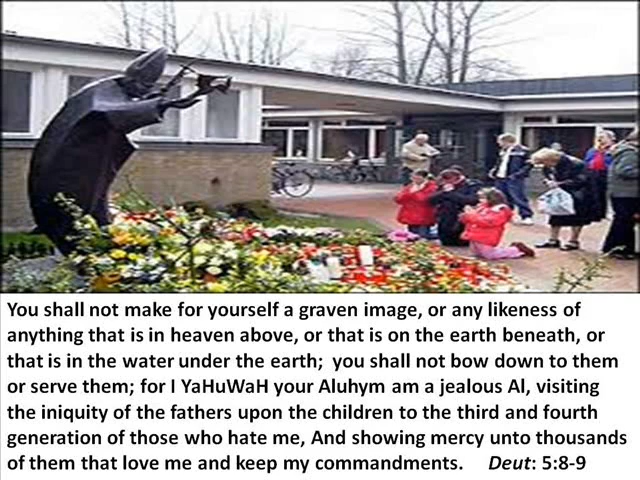 You shall not make for yourself a graven image, or any likeness of
anything that is in heaven above, or that is on the earth beneath, or
that is in the water under the earth;  you shall not bow down to them
or serve them; for I YaHuWaH your Aluhym am a jealous Al, visiting
the iniquity of the fathers upon the children to the third and fourth
generation of those who hate me, And showing mercy unto thousands
of them that love me and keep my commandments.     Deut: 5:8-9